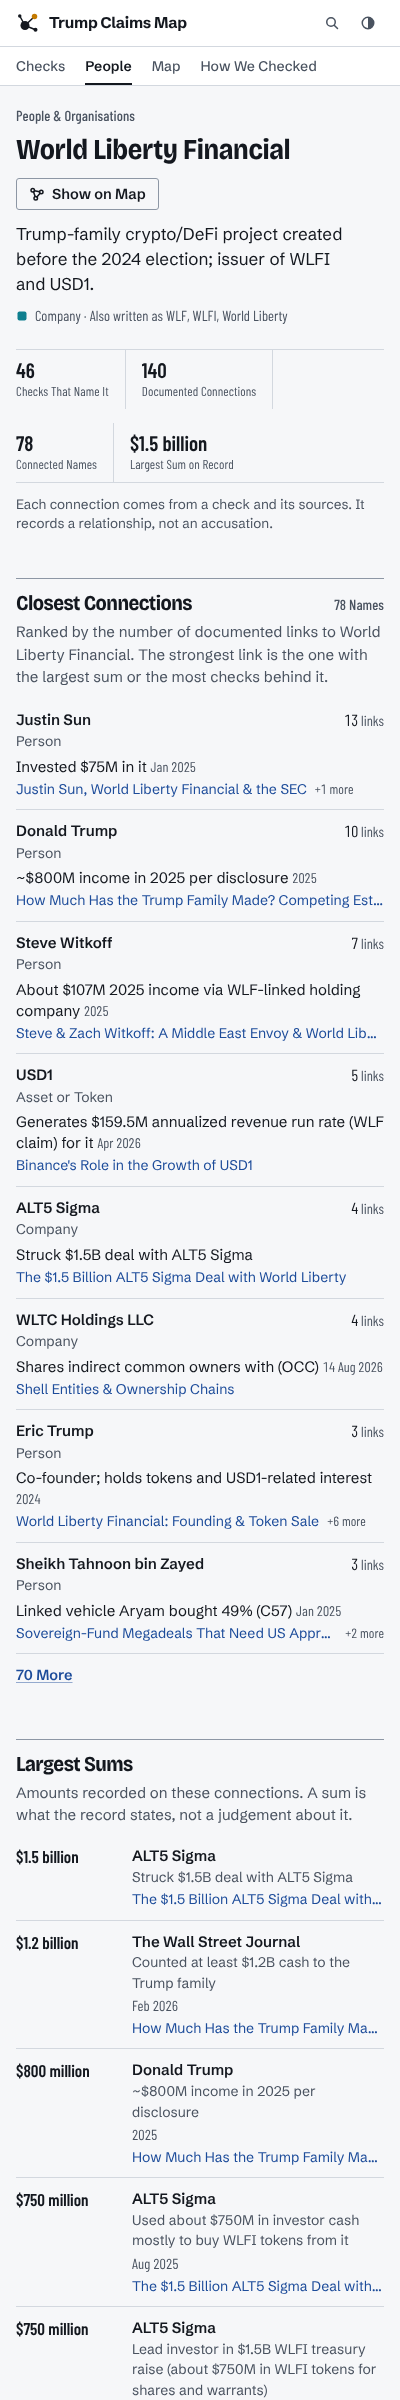 Trump Claims Map
Checks People Map How We Checked
People & Organisations
World Liberty Financial
Show on Map
Trump-family crypto/DeFi project created
before the 2024 election; issuer of WLFI
and USD1.
Company · Also written as WLF, WLFI, World Liberty
46
Checks That Name It
140
Documented Connections
78
Connected Names
$1.5 billion
Largest Sum on Record
Each connection comes from a check and its sources. It
records a relationship, not an accusation.
Closest Connections
78 Names
Ranked by the number of documented links to World
Liberty Financial. The strongest link is the one with
the largest sum or the most checks behind it.
Justin Sun 13 links
Person
Invested $75M in it Jan 2025
Justin Sun, World Liberty Financial & the SEC +1 more
Donald Trump 10 links
Person
~$800M income in 2025 per disclosure 2025
How Much Has the Trump Family Made? Competing Est...
Steve Witkoff 7 links
Person
About $107M 2025 income via WLF-linked holding
company 2025
Steve & Zach Witkoff: A Middle East Envoy & World Lib...
USD1 5 links
Asset or Token
Generates $159.5M annualized revenue run rate (WLF
claim) for it Apr 2026
Binance's Role in the Growth of USD1
ALT5 Sigma 4 links
Company
Struck $1.5B deal with ALT5 Sigma
The $1.5 Billion ALT5 Sigma Deal with World Liberty
WLTC Holdings LLC 4 links
Company
Shares indirect common owners with (OCC) 14 Aug 2026
Shell Entities & Ownership Chains
Eric Trump 3 links
Person
Co-founder; holds tokens and USD1-related interest
2024
World Liberty Financial: Founding & Token Sale +6 more
Sheikh Tahnoon bin Zayed 3 links
Person
Linked vehicle Aryam bought 49% (C57) Jan 2025
Sovereign-Fund Megadeals That Need US Appr... +2 more
70 More
Largest Sums
Amounts recorded on these connections. A sum is
what the record states, not a judgement about it.
$1.5 billion ALT5 Sigma
Struck $1.5B deal with ALT5 Sigma
The $1.5 Billion ALT5 Sigma Deal with...
$1.2 billion The Wall Street Journal
Counted at least $1.2B cash to the
Trump family
Feb 2026
How Much Has the Trump Family Ma...
$800 million Donald Trump
~$800M income in 2025 per
disclosure
2025
How Much Has the Trump Family Ma...
$750 million ALT5 Sigma
Used about $750M in investor cash
mostly to buy WLFI tokens from it
Aug 2025
The $1.5 Billion ALT5 Sigma Deal with...
$750 million ALT5 Sigma
Lead investor in $1.5B WLFI treasury
raise (about $750M in WLFI tokens for
shares and warrants)